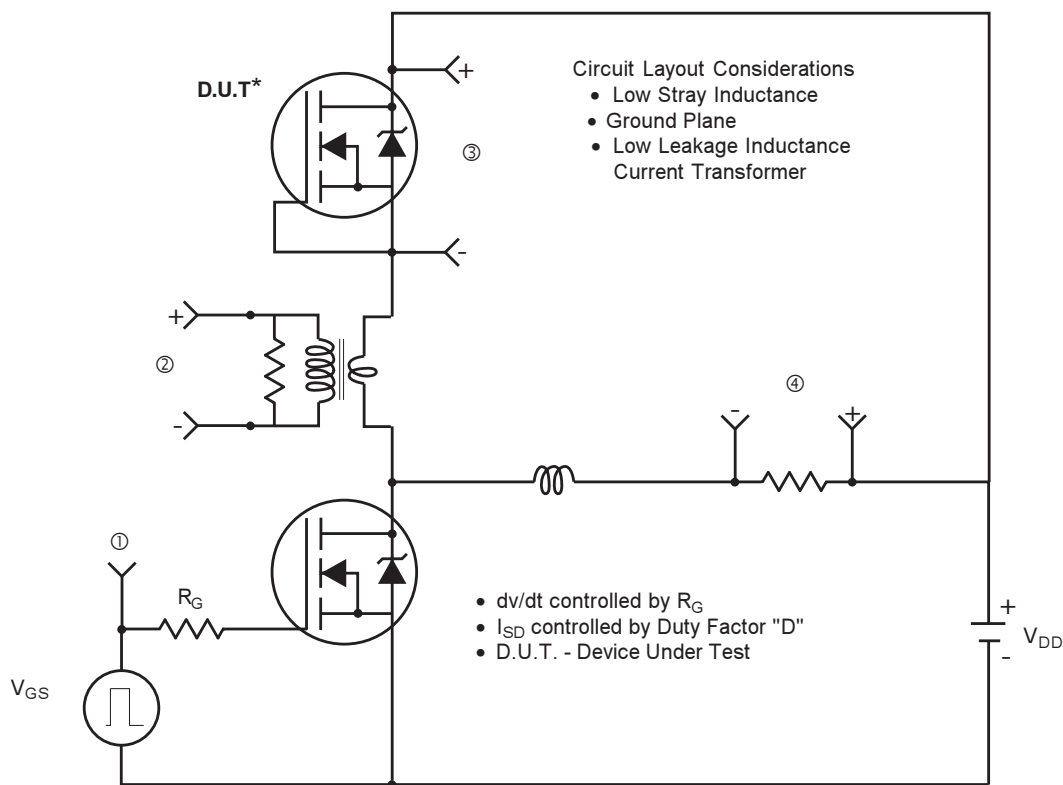 D.U.T*
+
Circuit Layout Considerations
• Low Stray Inductance
• Ground Plane
• Low Leakage Inductance
Current Transformer
③
-
+
②
-
④
-
+
①
R_G
• dv/dt controlled by R_G
• I_SD controlled by Duty Factor "D"
• D.U.T. - Device Under Test
+
V_DD
-
V_GS